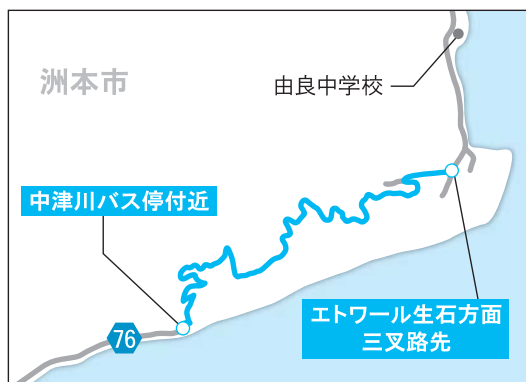 洲本市
由良中学校
中津川バス停付近
エトワール生石方面
三叉路先
76